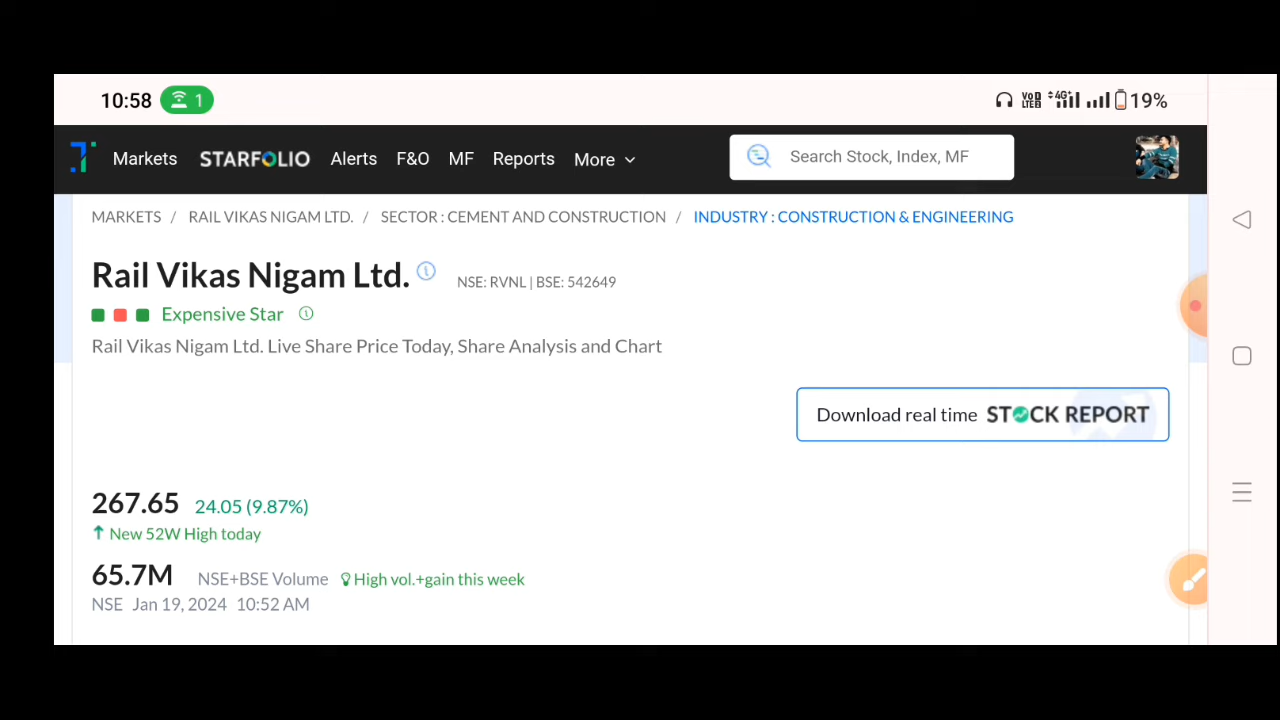 10:58 1 VoLTE 4G+ 19%
Markets STARFOLIO Alerts F&O MF Reports More Search Stock, Index, MF
MARKETS / RAIL VIKAS NIGAM LTD. / SECTOR : CEMENT AND CONSTRUCTION / INDUSTRY : CONSTRUCTION & ENGINEERING
Rail Vikas Nigam Ltd. NSE: RVNL | BSE: 542649
Expensive Star
Rail Vikas Nigam Ltd. Live Share Price Today, Share Analysis and Chart
Download real time STOCK REPORT
267.65 24.05 (9.87%)
New 52W High today
65.7M NSE+BSE Volume High vol.+gain this week
NSE Jan 19, 2024 10:52 AM